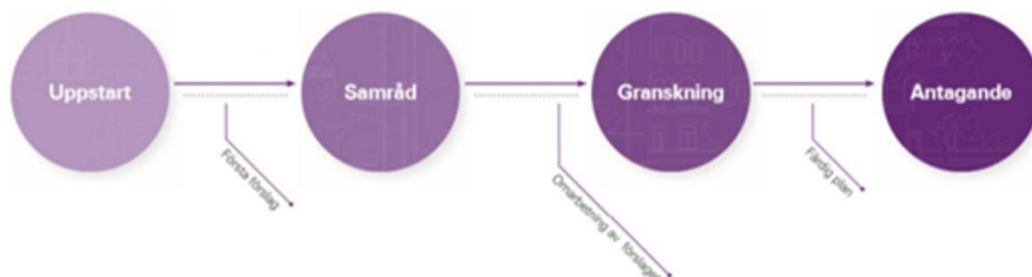 Uppstart
Samråd
Granskning
Antagande
Första förslag
Omarbetning av förslaget
Färdig plan